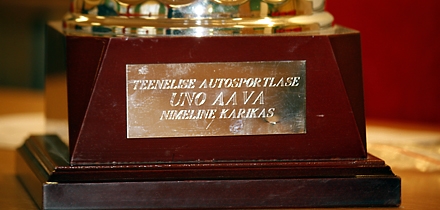 TEENELISE AUTOSPORTLASE
UNO AAVA
NIMELINE KARIKAS